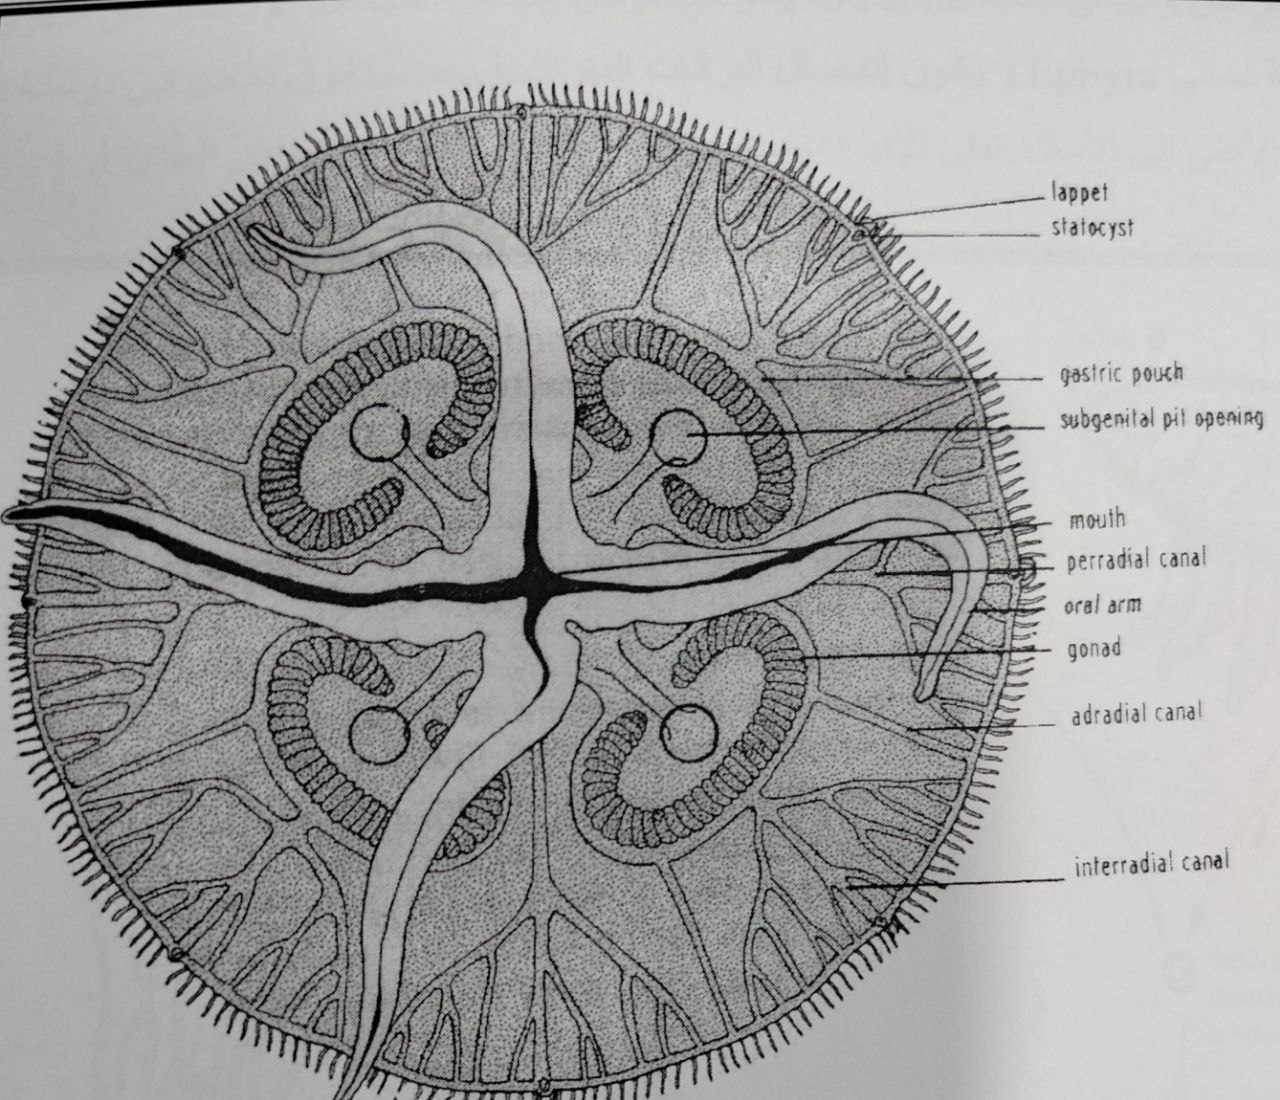 lappet
statocyst
gastric pouch
subgenital pit opening
mouth
perradial canal
oral arm
gonad
adradial canal
interradial canal